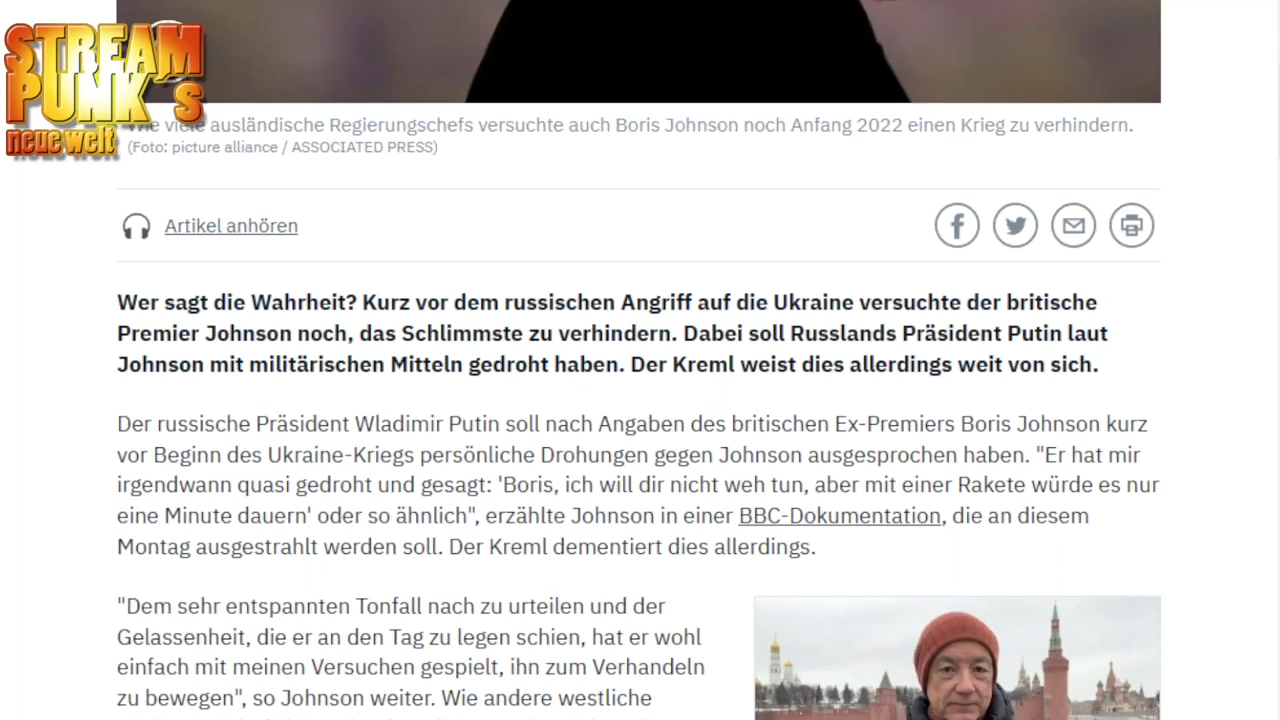 STREAM
PUNK´s
neue welt
Wie viele ausländische Regierungschefs versuchte auch Boris Johnson noch Anfang 2022 einen Krieg zu verhindern.
(Foto: picture alliance / ASSOCIATED PRESS)
Artikel anhören
Wer sagt die Wahrheit? Kurz vor dem russischen Angriff auf die Ukraine versuchte der britische
Premier Johnson noch, das Schlimmste zu verhindern. Dabei soll Russlands Präsident Putin laut
Johnson mit militärischen Mitteln gedroht haben. Der Kreml weist dies allerdings weit von sich.
Der russische Präsident Wladimir Putin soll nach Angaben des britischen Ex-Premiers Boris Johnson kurz
vor Beginn des Ukraine-Kriegs persönliche Drohungen gegen Johnson ausgesprochen haben. "Er hat mir
irgendwann quasi gedroht und gesagt: 'Boris, ich will dir nicht weh tun, aber mit einer Rakete würde es nur
eine Minute dauern' oder so ähnlich", erzählte Johnson in einer BBC-Dokumentation, die an diesem
Montag ausgestrahlt werden soll. Der Kreml dementiert dies allerdings.
"Dem sehr entspannten Tonfall nach zu urteilen und der
Gelassenheit, die er an den Tag zu legen schien, hat er wohl
einfach mit meinen Versuchen gespielt, ihn zum Verhandeln
zu bewegen", so Johnson weiter. Wie andere westliche